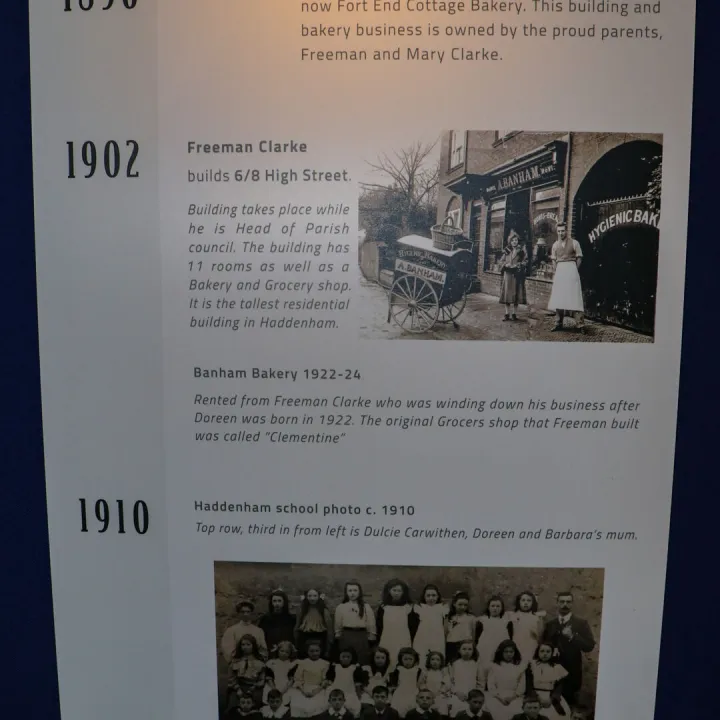 1890
now Fort End Cottage Bakery. This building and
bakery business is owned by the proud parents,
Freeman and Mary Clarke.
1902
Freeman Clarke
builds 6/8 High Street.
Building takes place while
he is Head of Parish
council. The building has
11 rooms as well as a
Bakery and Grocery shop.
It is the tallest residential
building in Haddenham.
A.BANHAM.
HYGIENIC BAK
A. BANHAM.
Banham Bakery 1922-24
Rented from Freeman Clarke who was winding down his business after
Doreen was born in 1922. The original Grocers shop that Freeman built
was called "Clementine"
1910
Haddenham school photo c. 1910
Top row, third in from left is Dulcie Carwithen, Doreen and Barbara's mum.